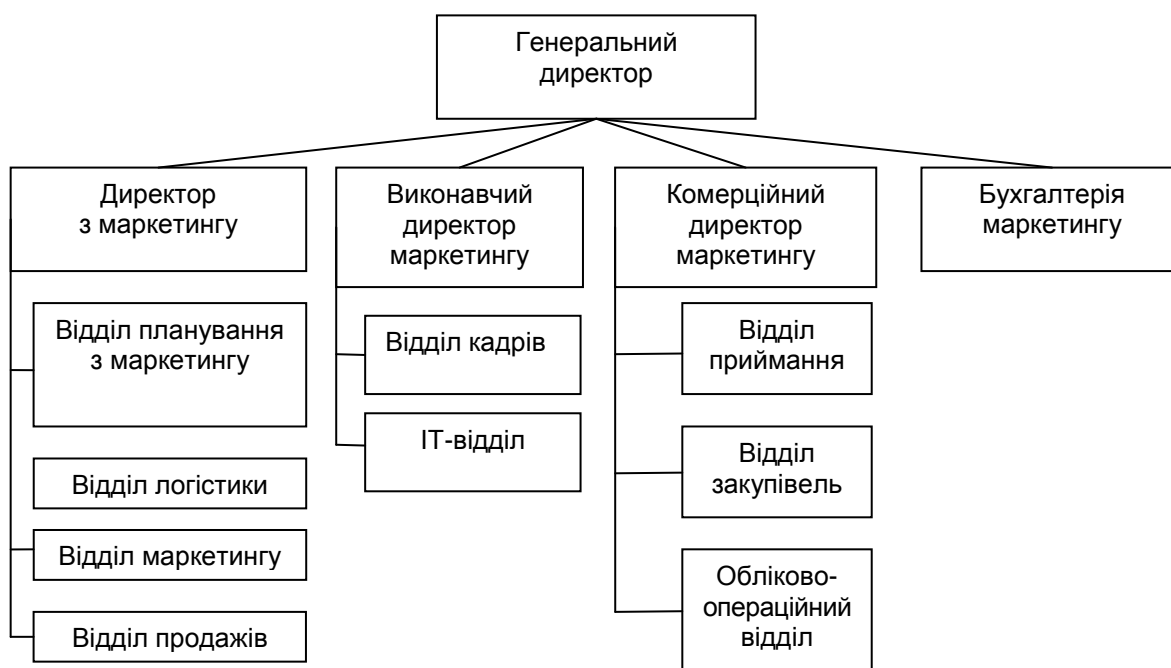 Генеральний
директор
Директор
з маркетингу
Виконавчий
директор
маркетингу
Комерційний
директор
маркетингу
Бухгалтерія
маркетингу
Відділ планування
з маркетингу
Відділ логістики
Відділ маркетингу
Відділ продажів
Відділ кадрів
ІТ-відділ
Відділ
приймання
Відділ
закупівель
Обліково-
операційний
відділ